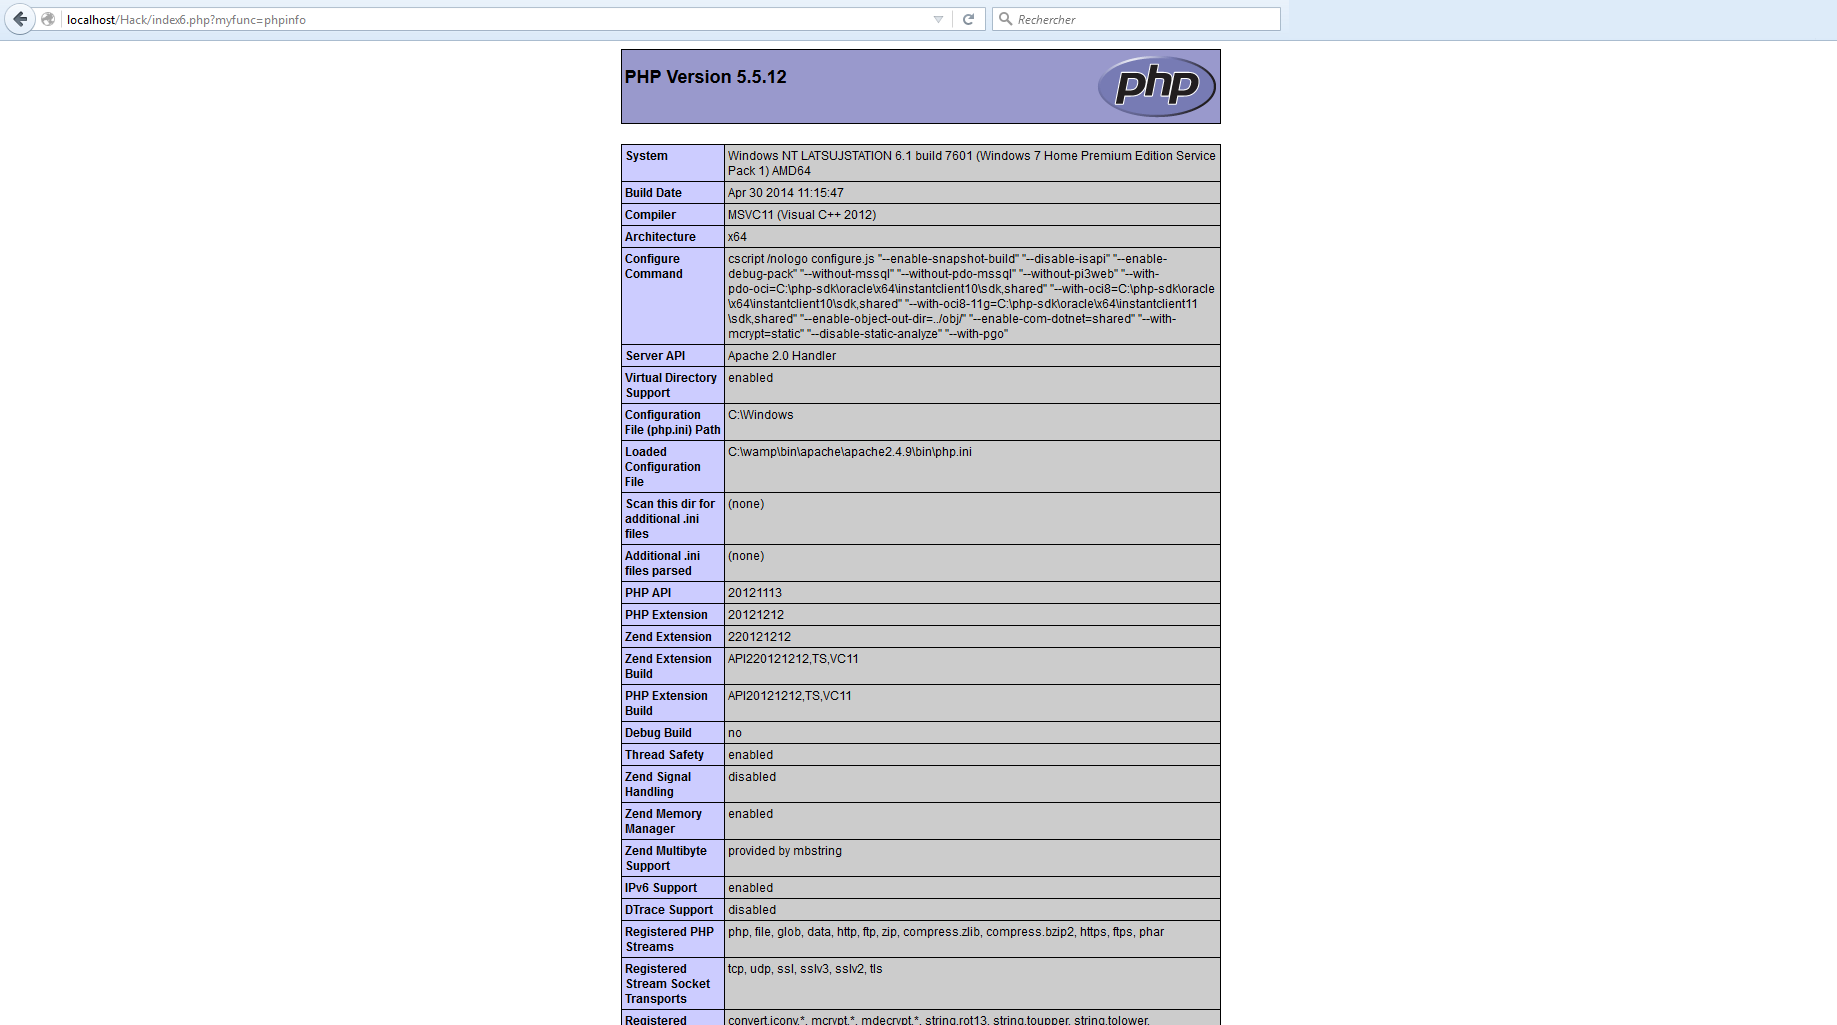 localhost/Hack/index6.php?myfunc=phpinfo
Rechercher
PHP Version 5.5.12
php
System
Windows NT LATSUJSTATION 6.1 build 7601 (Windows 7 Home Premium Edition Service
Pack 1) AMD64
Build Date
Apr 30 2014 11:15:47
Compiler
MSVC11 (Visual C++ 2012)
Architecture
x64
Configure
Command
cscript /nologo configure.js "--enable-snapshot-build" "--disable-isapi" "--enable-
debug-pack" "--without-mssql" "--without-pdo-mssql" "--without-pi3web" "--with-
pdo-oci=C:\php-sdk\oracle\x64\instantclient10\sdk,shared" "--with-oci8=C:\php-sdk\oracle
\x64\instantclient10\sdk,shared" "--with-oci8-11g=C:\php-sdk\oracle\x64\instantclient11
\sdk,shared" "--enable-object-out-dir=../obj/" "--enable-com-dotnet=shared" "--with-
mcrypt=static" "--disable-static-analyze" "--with-pgo"
Server API
Apache 2.0 Handler
Virtual Directory
Support
enabled
Configuration
File (php.ini) Path
C:\Windows
Loaded
Configuration
File
C:\wamp\bin\apache\apache2.4.9\bin\php.ini
Scan this dir for
additional .ini
files
(none)
Additional .ini
files parsed
(none)
PHP API
20121113
PHP Extension
20121212
Zend Extension
220121212
Zend Extension
Build
API220121212,TS,VC11
PHP Extension
Build
API20121212,TS,VC11
Debug Build
no
Thread Safety
enabled
Zend Signal
Handling
disabled
Zend Memory
Manager
enabled
Zend Multibyte
Support
provided by mbstring
IPv6 Support
enabled
DTrace Support
disabled
Registered PHP
Streams
php, file, glob, data, http, ftp, zip, compress.zlib, compress.bzip2, https, ftps, phar
Registered
Stream Socket
Transports
tcp, udp, ssl, sslv3, sslv2, tls
Registered
convert.iconv.*, mcrypt.*, mdecrypt.*, string.rot13, string.toupper, string.tolower,